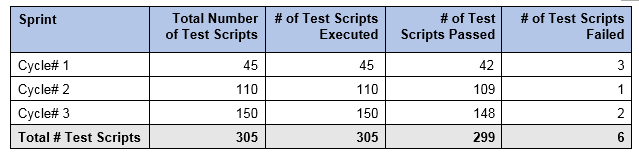 Sprint Total Number of Test Scripts # of Test Scripts Executed # of Test Scripts Passed # of Test Scripts Failed
Cycle# 1 45 45 42 3
Cycle# 2 110 110 109 1
Cycle# 3 150 150 148 2
Total # Test Scripts 305 305 299 6